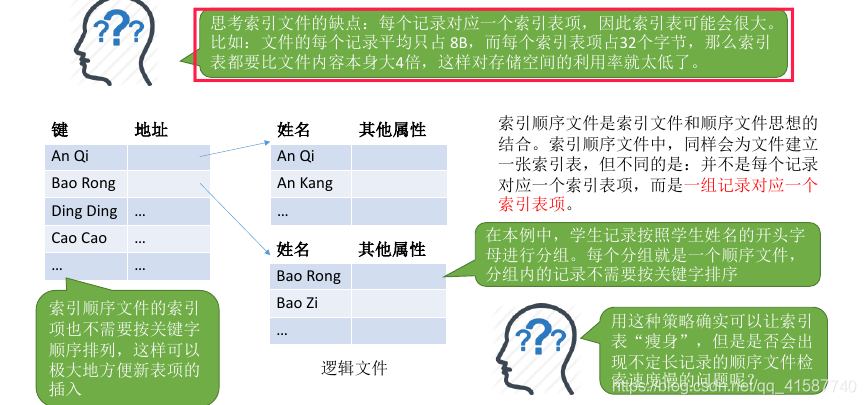 思考索引文件的缺点：每个记录对应一个索引表项，因此索引表可能会很大。
比如：文件的每个记录平均只占 8B，而每个索引表项占32个字节，那么索引
表都要比文件内容本身大4倍，这样对存储空间的利用率就太低了。
???
键 地址
An Qi
Bao Rong
Ding Ding …
Cao Cao …
… …
姓名 其他属性
An Qi
An Kang
…
姓名 其他属性
Bao Rong
Bao Zi
…
逻辑文件
索引顺序文件是索引文件和顺序文件思想的
结合。索引顺序文件中，同样会为文件建立
一张索引表，但不同的是：并不是每个记录
对应一个索引表项，而是一组记录对应一个
索引表项。
在本例中，学生记录按照学生姓名的开头字
母进行分组。每个分组就是一个顺序文件，
分组内的记录不需要按关键字排序
索引顺序文件的索引
项也不需要按关键字
顺序排列，这样可以
极大地方便新表项的
插入
???
用这种策略确实可以让索引
表“瘦身”，但是是否会出
现不定长记录的顺序文件检
索速度慢的问题呢？
https://blog.csdn.net/qq_41587740